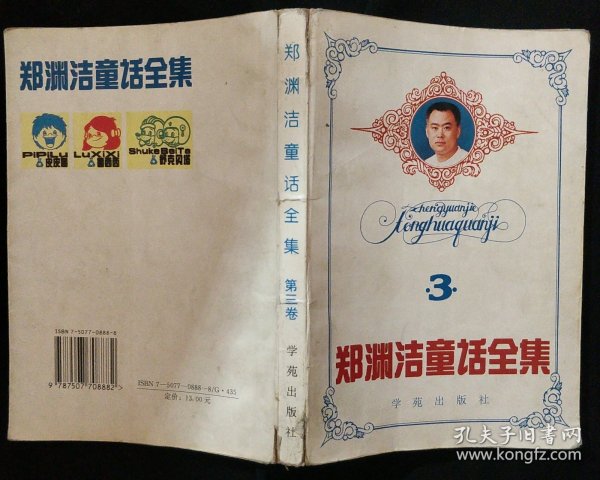 郑渊洁童话全集
PiPiLU
皮皮鲁
LUXiXi
鲁西西
ShukeBeiTa
舒克贝塔
ISBN 7-5077-0888-8
9 787507 708882 >
ISBN 7—5077—0888—8/G·435
定价: 13.00元
郑渊洁童话全集 第三卷 学苑出版社
zhengyuanjie
tonghuaquanji
·3·
郑渊洁童话全集
学苑出版社
孔夫子旧书网
www.kongfz.com